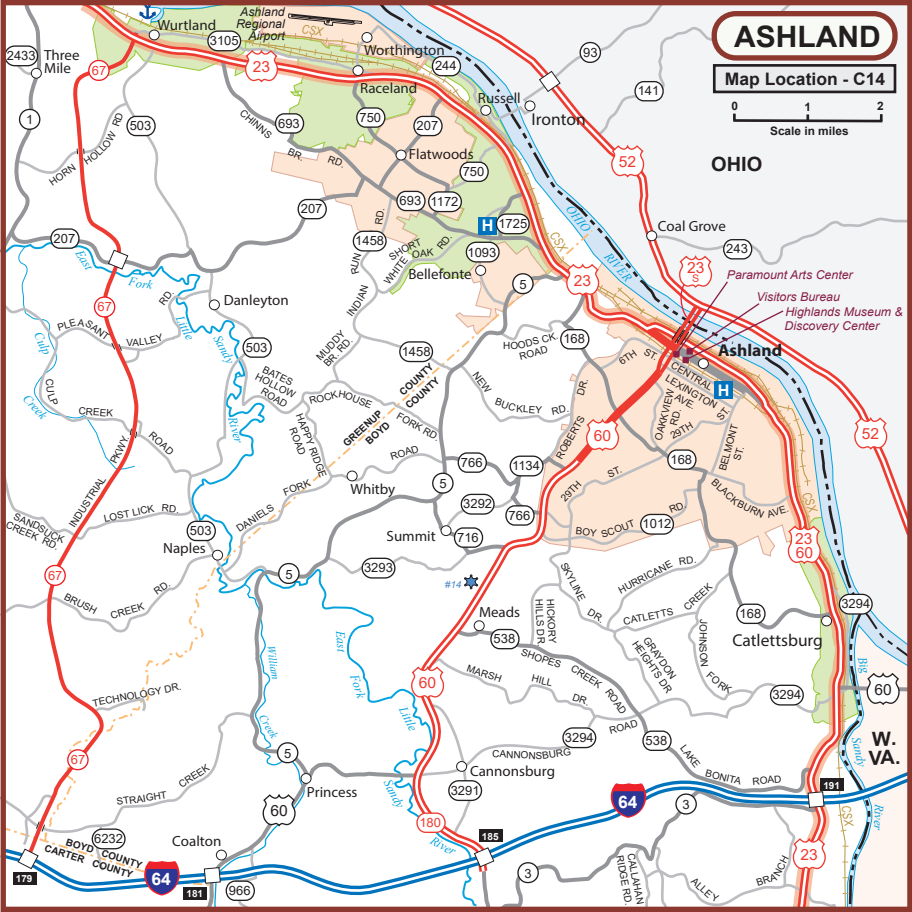 ASHLAND
Map Location - C14
0 1 2
Scale in miles
OHIO
Ashland
Regional
Airport
Wurtland
3105
CSX
Worthington
93
2433
Three
Mile
67
23
244
Raceland
141
Russell
Ironton
1
503
HORN HOLLOW RD
CHINNS BR. RD.
693
750
207
Flatwoods
750
52
207
693
1172
1725
H
Coal Grove
243
207
1458
SHORT
WHITE OAK RD.
1093
Bellefonte
OHIO RIVER
CSX
23
S
Paramount Arts Center
Visitors Bureau
Highlands Museum &
Discovery Center
East Fork
Little Sandy River
67
Danleyton
INDIAN RUN RD.
5
23
PLEASANT VALLEY RD.
503
MUDDY
BR. RD.
1458
HOODS CK.
ROAD
168
6TH ST.
Ashland
Culp Creek
CULP CREEK ROAD
BATES
HOLLOW
ROAD
ROCKHOUSE FORK RD.
GREENUP COUNTY
BOYD COUNTY
NEW BUCKLEY RD.
ROBERTS DR.
CENTRAL
LEXINGTON
AVE.
H
OAKVIEW
RD.
29TH ST.
HAPPY RIDGE
ROAD
60
52
BELMONT
ST.
INDUSTRIAL PKWY.
DANIELS FORK ROAD
Whitby
766
1134
5
168
29TH ST.
BLACKBURN AVE.
SANDSUCK
CREEK RD.
LOST LICK RD.
503
3292
766
BOY SCOUT RD.
1012
CSX
Naples
Summit
716
23
60
67
5
3293
#14
SKYLINE DR.
HURRICANE RD.
BRUSH CREEK RD.
Meads
HICKORY
HILLS DR.
CATLETTS CREEK
168
3294
538
Catlettsburg
East Fork Little Sandy River
William Creek
SHOPES CREEK ROAD
GRAYDON
HEIGHTS DR
JOHNSON FORK
Big Sandy River
TECHNOLOGY DR.
60
MARSH HILL DR.
3294
60
W.
VA.
67
5
3294
ROAD
538
CANNONSBURG
Cannonsburg
LAKE BONITA ROAD
STRAIGHT CREEK
Princess
60
3291
64
3
191
CSX
180
6232
Coalton
185
BOYD COUNTY
CARTER COUNTY
23
179
64
181
966
3
CALLAHAN
RIDGE RD.
ALLEY BRANCH